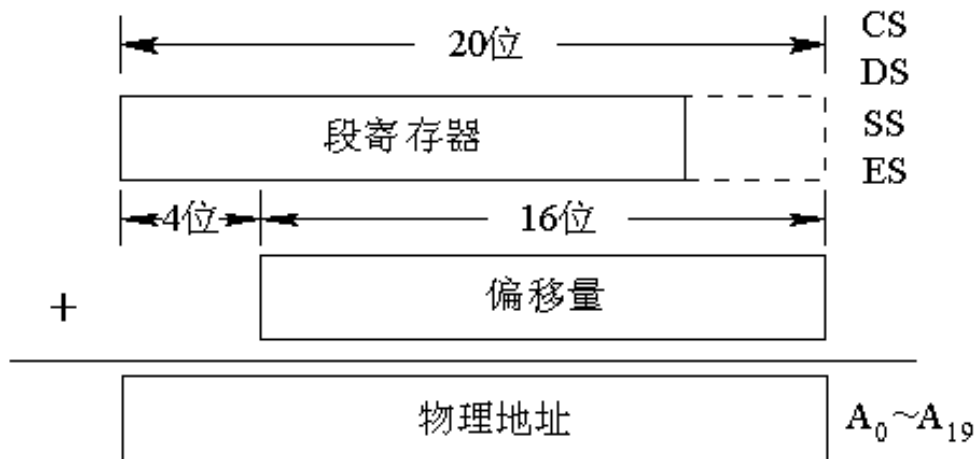 20位
CS
DS
SS
ES
段寄存器
4位
16位
+
偏移量
物理地址
A₀~A₁₉